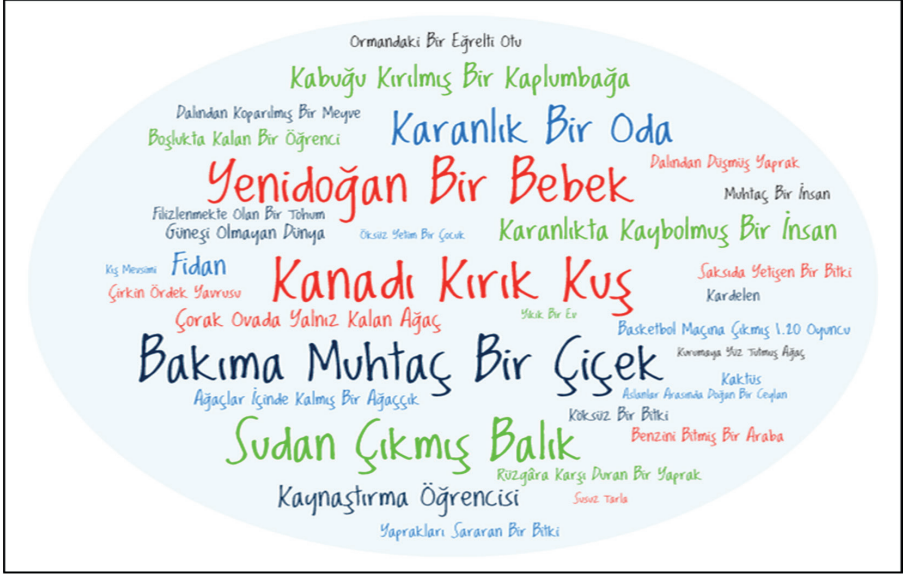 Ormandaki Bir Eğrelti Otu
Kabuğu Kırılmış Bir Kaplumbağa
Dalından Koparılmış Bir Meyve
Karanlık Bir Oda
Boşlukta Kalan Bir Öğrenci
Yenidoğan Bir Bebek
Dalından Düşmüş Yaprak
Muhtaç Bir İnsan
Filizlenmekte Olan Bir Tohum
Güneşi Olmayan Dünya
Öksüz Yetim Bir Çocuk
Karanlıkta Kaybolmuş Bir İnsan
Kış Mevsimi
Fidan
Kanadı Kırık Kuş
Saksıda Yetişen Bir Bitki
Çirkin Ördek Yavrusu
Kardelen
Çorak Ovada Yalnız Kalan Ağaç
Yıkık Bir Ev
Basketbol Maçına Çıkmış 1.20 Oyuncu
Bakıma Muhtaç Bir Çiçek
Kurumaya Yüz Tutmuş Ağaç
Kaktüs
Ağaçlar İçinde Kalmış Bir Ağaççık
Aslanlar Arasında Doğan Bir Ceylan
Köksüz Bir Bitki
Sudan Çıkmış Balık
Benzini Bitmiş Bir Araba
Rüzgâra Karşı Duran Bir Yaprak
Kaynaştırma Öğrencisi
Susuz Tarla
Yaprakları Sararan Bir Bitki